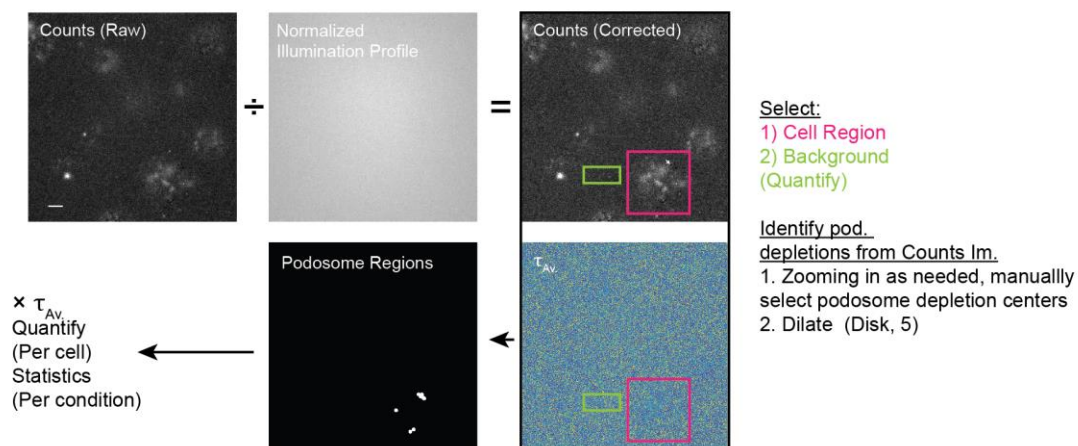 Counts (Raw)
÷
Normalized
Illumination Profile
=
Counts (Corrected)
Select:
1) Cell Region
2) Background
(Quantify)
Identify pod.
depletions from Counts Im.
1. Zooming in as needed, manuallly
select podosome depletion centers
2. Dilate  (Disk, 5)
τAv.
Podosome Regions
× τAv.
Quantify
(Per cell)
Statistics
(Per condition)